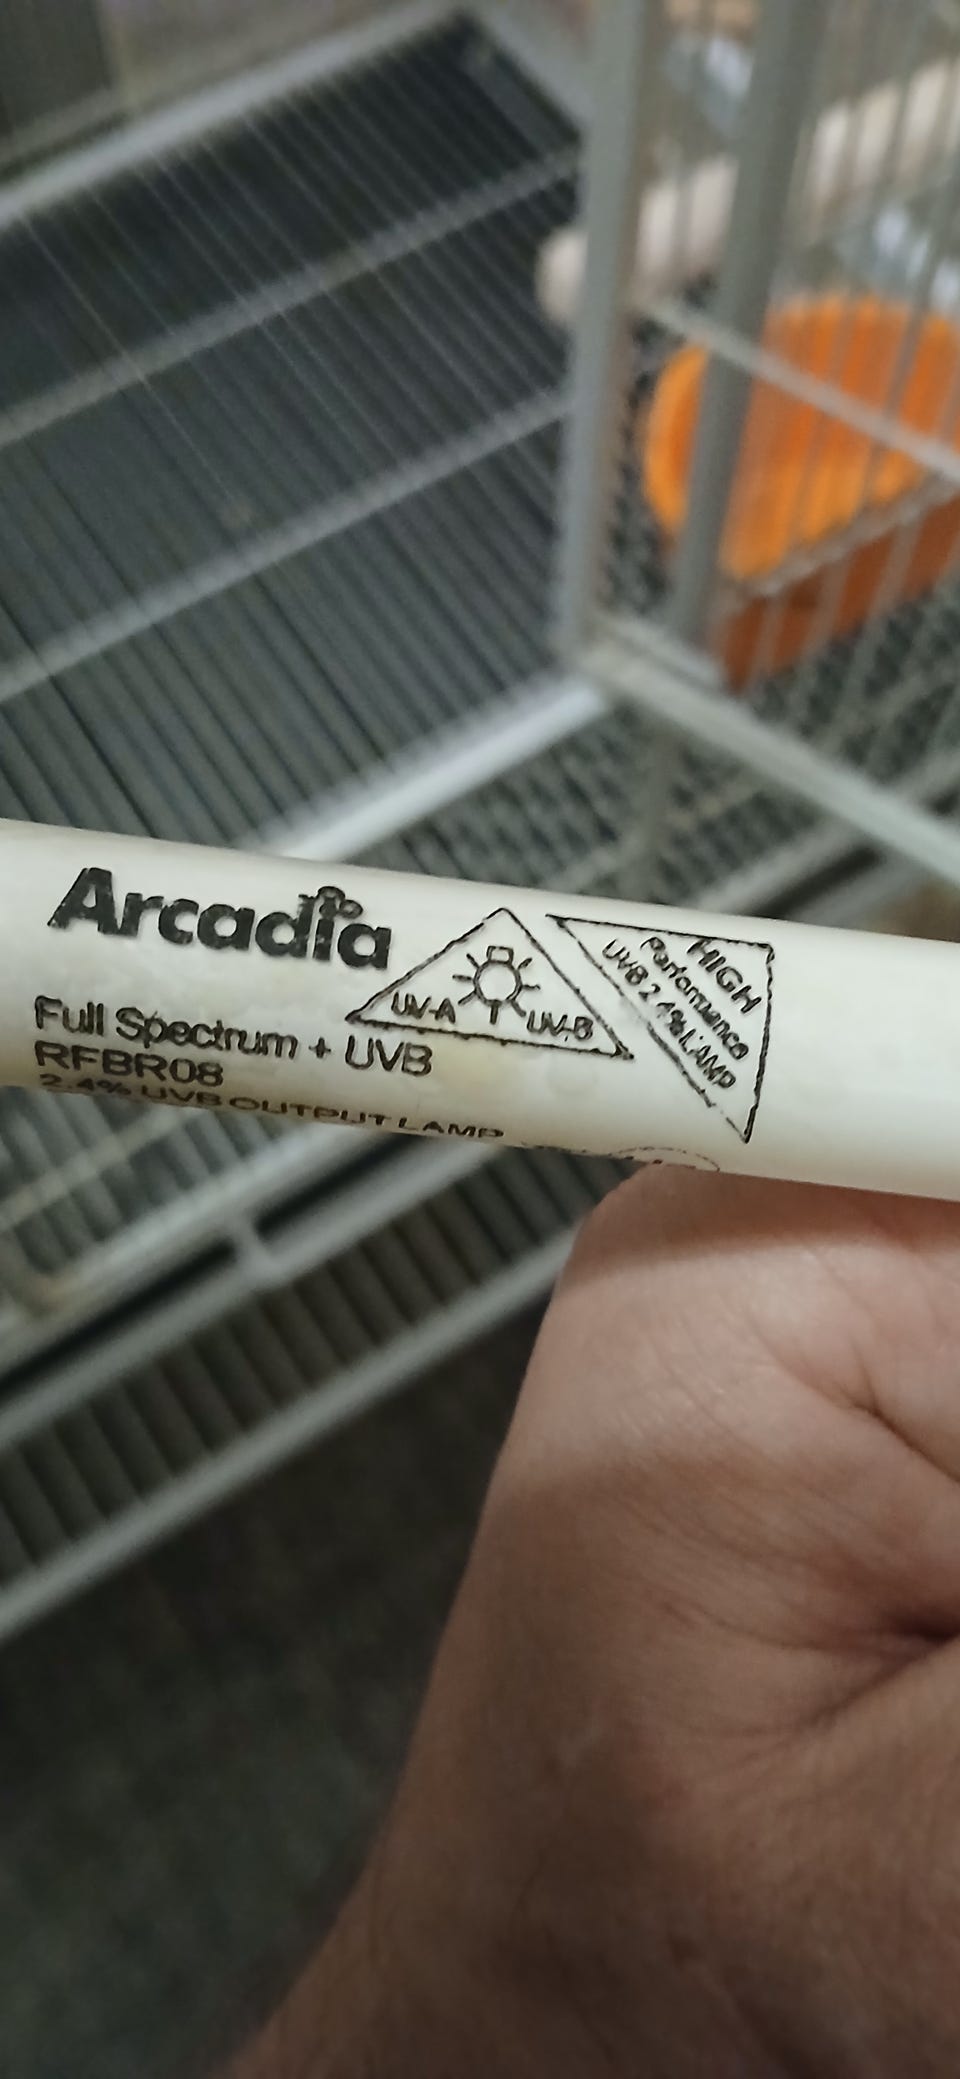 Arcadia
Full Spectrum + UVB
RFBR08
2.4% UVB OUTPUT LAMP
UV-A
UV-B
HIGH
Performance
UVB 2.4% LAMP